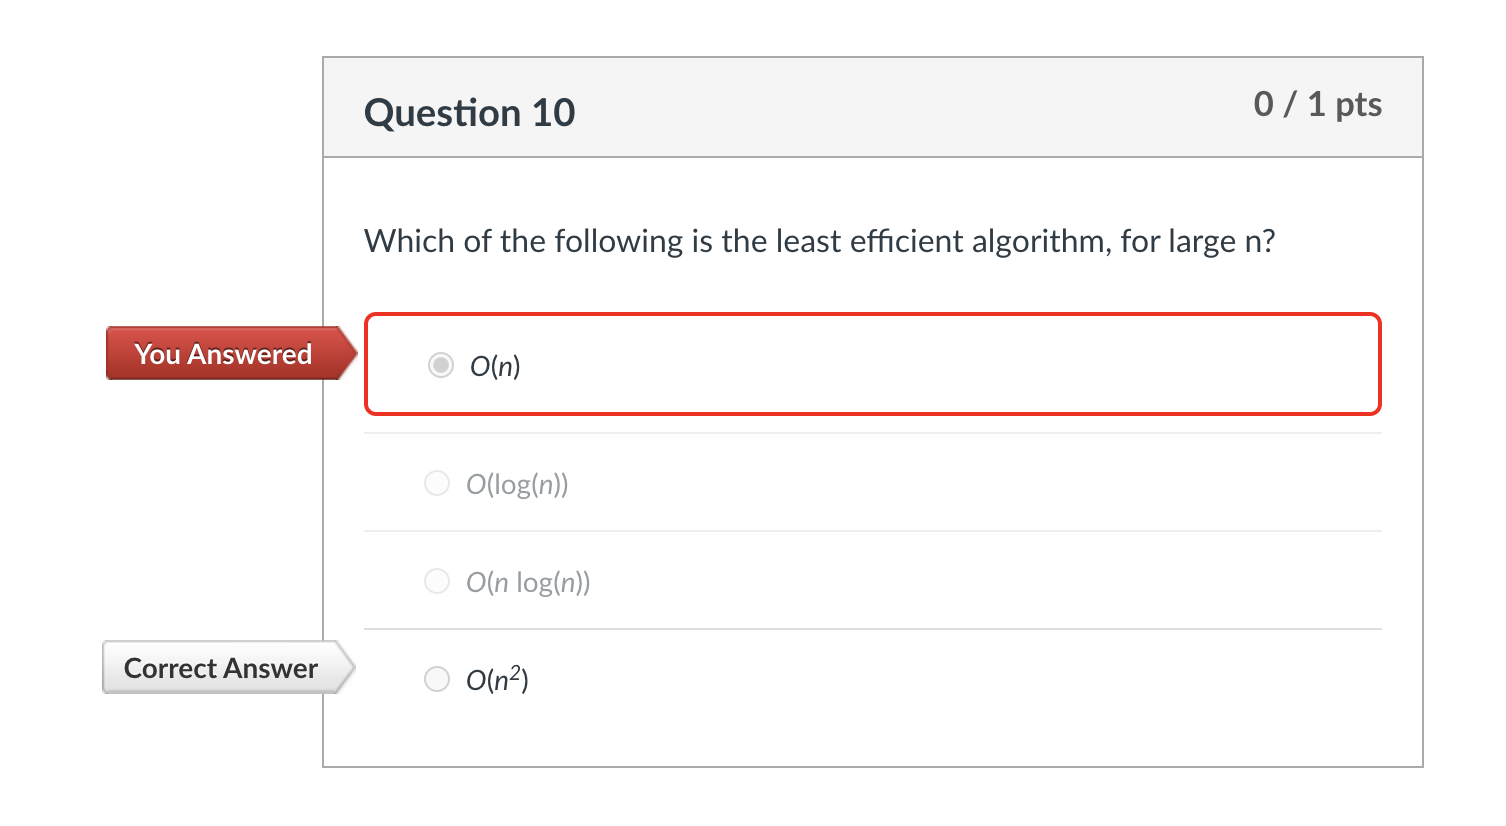 Question 10
0 / 1 pts
Which of the following is the least efficient algorithm, for large n?
You Answered
O(n)
O(log(n))
O(n log(n))
Correct Answer
O(n²)